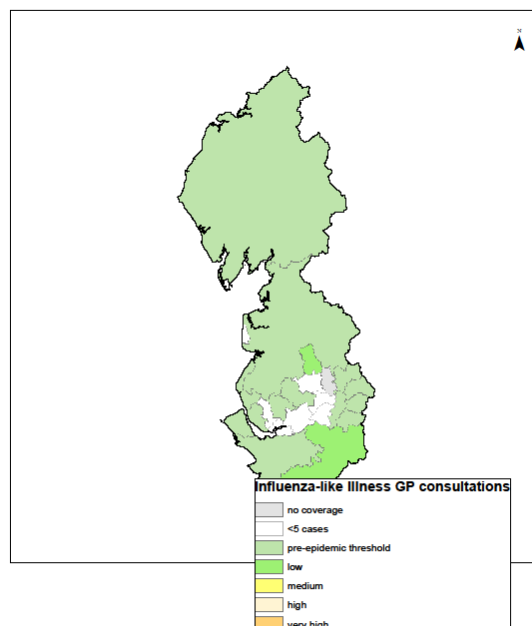 N
Influenza-like Illness GP consultations
no coverage
<5 cases
pre-epidemic threshold
low
medium
high
very high